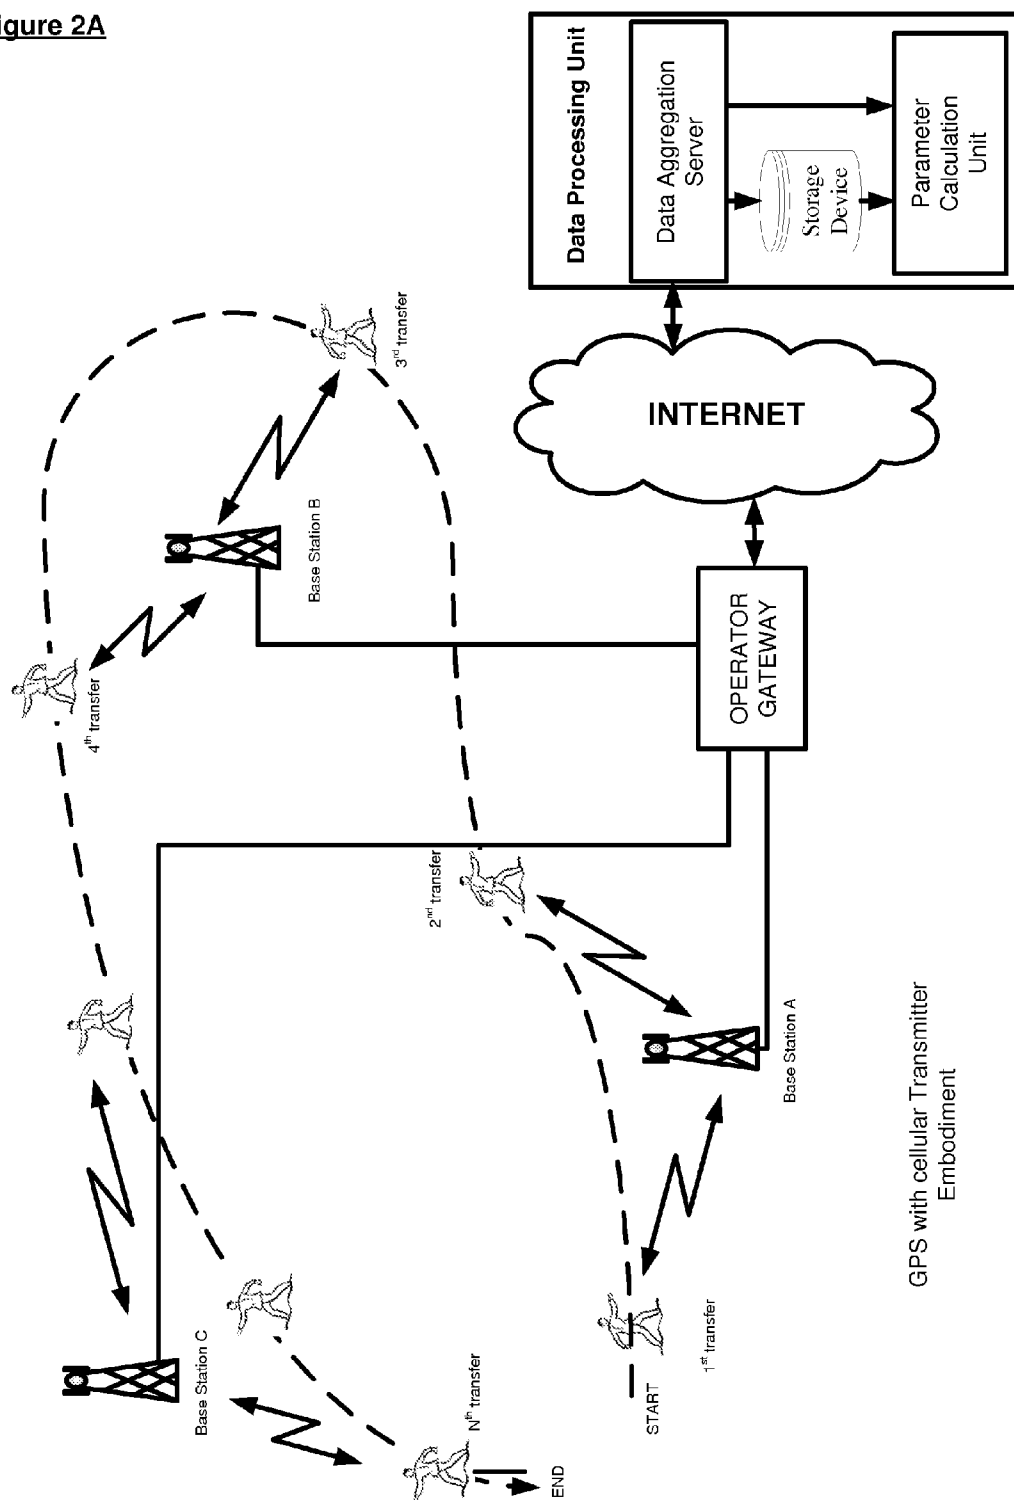 igure 2A
Data Processing Unit
Data Aggregation
Server
Storage
Device
Parameter
Calculation
Unit
INTERNET
OPERATOR
GATEWAY
3rd transfer
Base Station B
4th transfer
2nd transfer
Base Station A
Base Station C
Nth transfer
END
START
1st transfer
GPS with cellular Transmitter
Embodiment